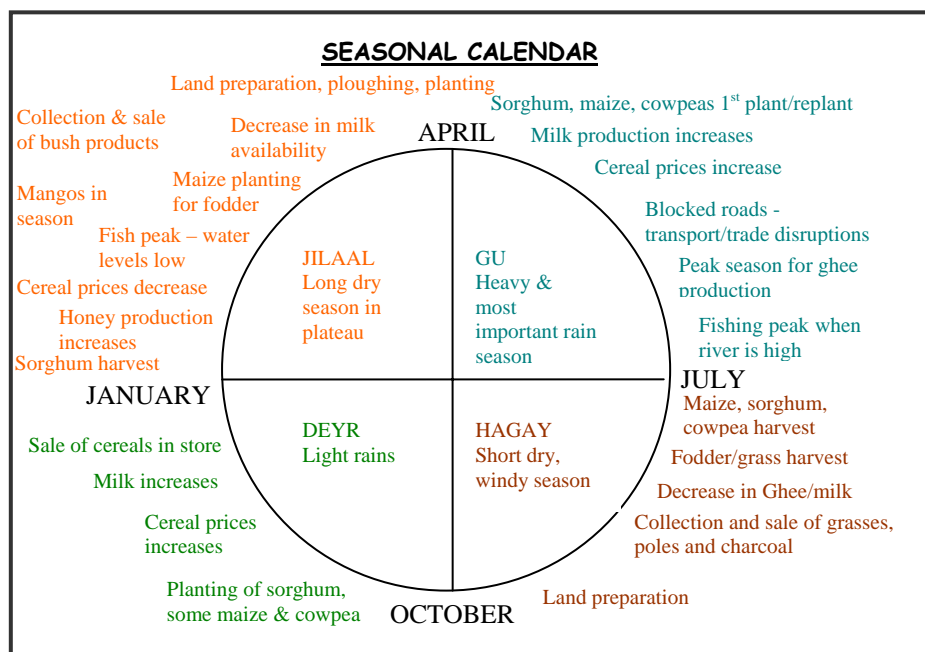 SEASONAL CALENDAR
Land preparation, ploughing, planting
Collection & sale
of bush products
Decrease in milk
availability
Maize planting
for fodder
Mangos in
season
Fish peak – water
levels low
Cereal prices decrease
Honey production
increases
Sorghum harvest
APRIL
Sorghum, maize, cowpeas 1st plant/replant
Milk production increases
Cereal prices increase
Blocked roads -
transport/trade disruptions
Peak season for ghee
production
Fishing peak when
river is high
JILAAL
Long dry
season in
plateau
GU
Heavy &
most
important rain
season
JANUARY
JULY
DEYR
Light rains
HAGAY
Short dry,
windy season
Sale of cereals in store
Milk increases
Cereal prices
increases
Planting of sorghum,
some maize & cowpea
Maize, sorghum,
cowpea harvest
Fodder/grass harvest
Decrease in Ghee/milk
Collection and sale of grasses,
poles and charcoal
Land preparation
OCTOBER